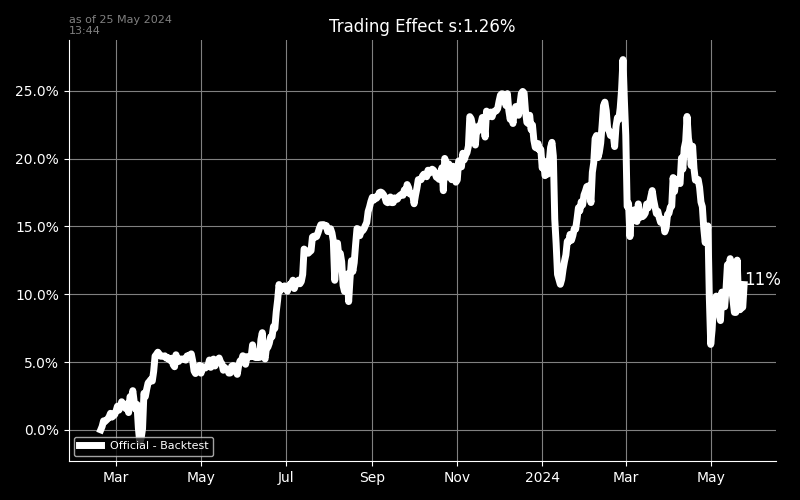 as of 25 May 2024
13:44
Trading Effect s:1.26%
25.0%
20.0%
15.0%
10.0%
5.0%
0.0%
11%
Official - Backtest
Mar May Jul Sep Nov 2024 Mar May